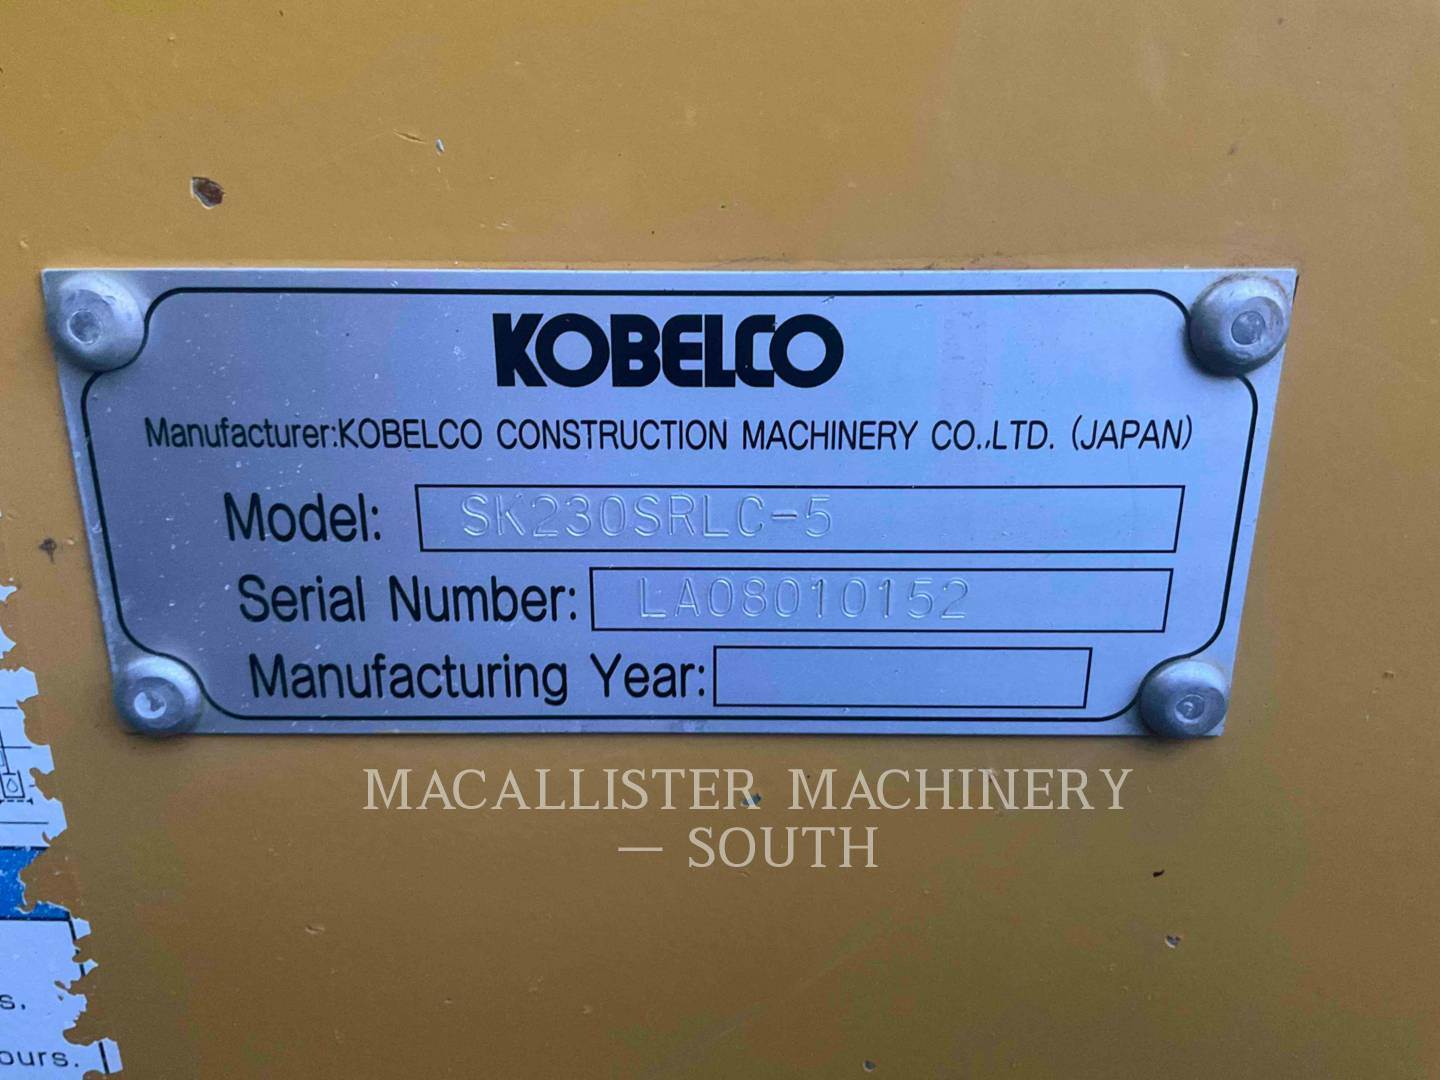 KOBELCO
Manufacturer:KOBELCO CONSTRUCTION MACHINERY CO.,LTD. (JAPAN)
Model: SK230SRLC-5
Serial Number: LA08010152
Manufacturing Year:
MACALLISTER MACHINERY
— SOUTH
s.
ours.